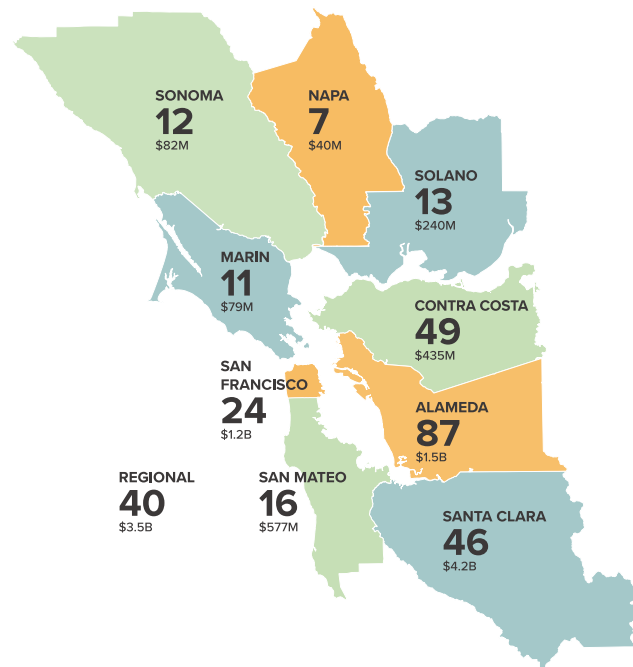 SONOMA
12
$82M
NAPA
7
$40M
SOLANO
13
$240M
MARIN
11
$79M
CONTRA COSTA
49
$435M
SAN
FRANCISCO
24
$1.2B
ALAMEDA
87
$1.5B
REGIONAL
40
$3.5B
SAN MATEO
16
$577M
SANTA CLARA
46
$4.2B